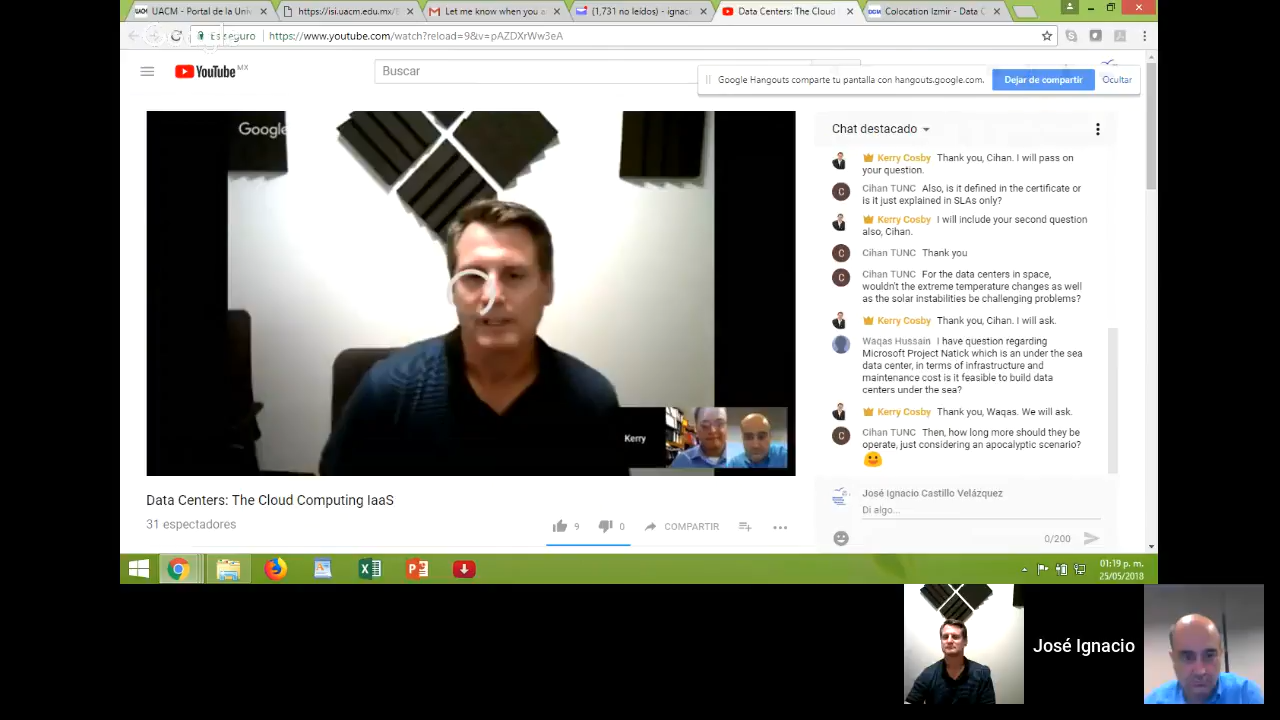 UACM - Portal de la Univ
https://isi.uacm.edu.mx/E
Let me know when you a
(1,731 no leídos) - ignaci
Data Centers: The Cloud
Colocation Izmir - Data C
Es seguro
https://www.youtube.com/watch?reload=9&v=pAZDXrWw3eA
YouTube MX
Buscar
Google Hangouts comparte tu pantalla con hangouts.google.com.
Dejar de compartir
Ocultar
Google
Kerry
Data Centers: The Cloud Computing IaaS
31 espectadores
9
0
COMPARTIR
Chat destacado
Kerry Cosby Thank you, Cihan. I will pass on
your question.
Cihan TUNC Also, is it defined in the certificate or
is it just explained in SLAs only?
Kerry Cosby I will include your second question
also, Cihan.
Cihan TUNC Thank you
Cihan TUNC For the data centers in space,
wouldn't the extreme temperature changes as well
as the solar instabilities be challenging problems?
Kerry Cosby Thank you, Cihan. I will ask.
Waqas Hussain I have question regarding
Microsoft Project Natick which is an under the sea
data center, in terms of infrastructure and
maintenance cost is it feasible to build data
centers under the sea?
Kerry Cosby Thank you, Waqas. We will ask.
Cihan TUNC Then, how long more should they be
operate, just considering an apocalyptic scenario?
José Ignacio Castillo Velázquez
Di algo...
0/200
01:19 p. m.
25/05/2018
José Ignacio